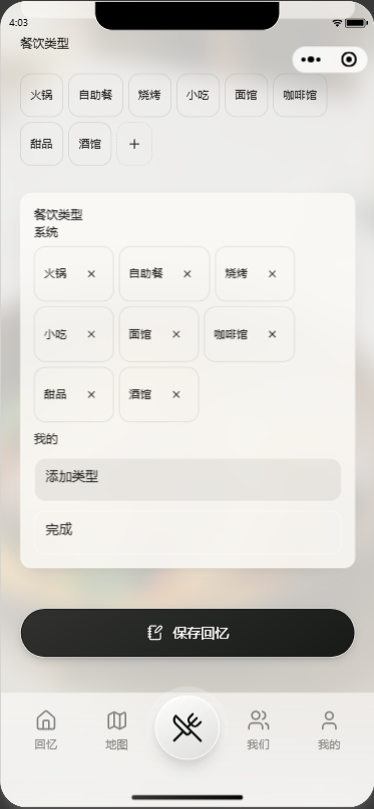 4:03
餐饮类型
火锅 自助餐 烧烤 小吃 面馆 咖啡馆
甜品 酒馆 +
餐饮类型
系统
火锅 × 自助餐 × 烧烤 ×
小吃 × 面馆 × 咖啡馆 ×
甜品 × 酒馆 ×
我的
添加类型
完成
保存回忆
回忆 地图 我们 我的